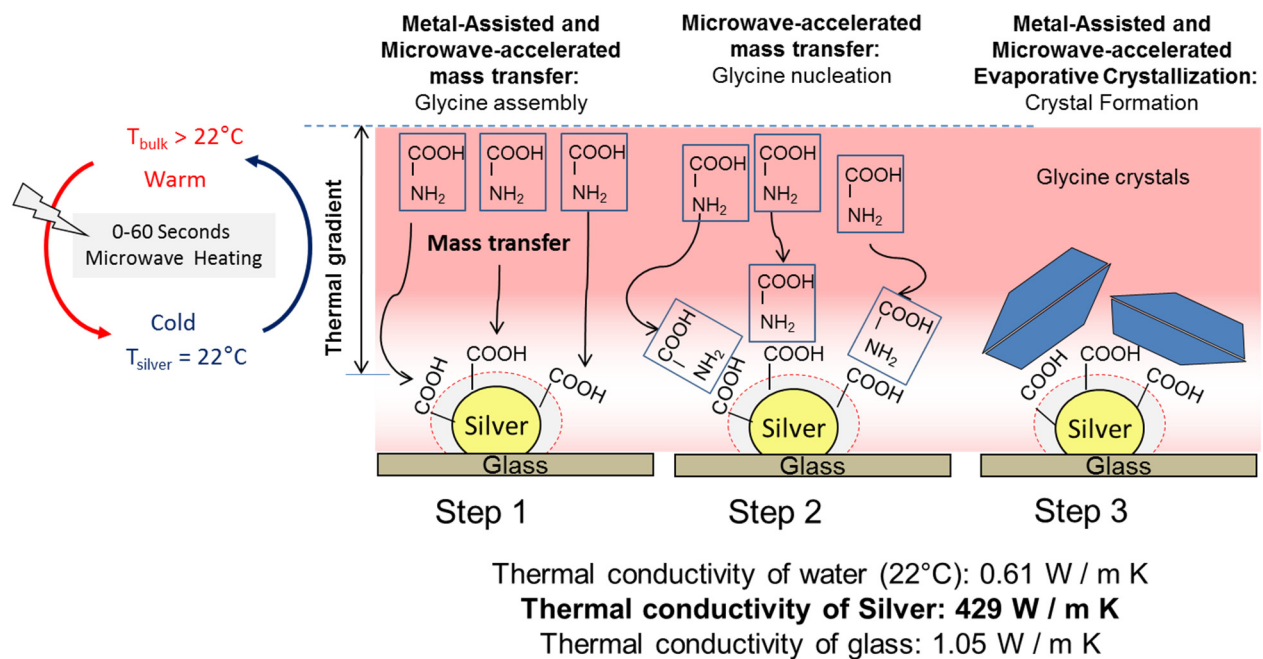 Metal-Assisted and
Microwave-accelerated
mass transfer:
Glycine assembly
Microwave-accelerated
mass transfer:
Glycine nucleation
Metal-Assisted and
Microwave-accelerated
Evaporative Crystallization:
Crystal Formation
T_bulk > 22°C
Warm
0-60 Seconds
Microwave Heating
Cold
T_silver = 22°C
Thermal gradient
COOH
NH₂
COOH
NH₂
COOH
NH₂
Mass transfer
COOH
COOH
COOH
Silver
Glass
Step 1
COOH
NH₂
COOH
NH₂
COOH
NH₂
COOH
NH₂
COOH
NH₂
COOH
NH₂
COOH
COOH
Silver
Glass
Step 2
Glycine crystals
COOH
COOH
COOH
Silver
Glass
Step 3
Thermal conductivity of water (22°C): 0.61 W / m K
Thermal conductivity of Silver: 429 W / m K
Thermal conductivity of glass: 1.05 W / m K